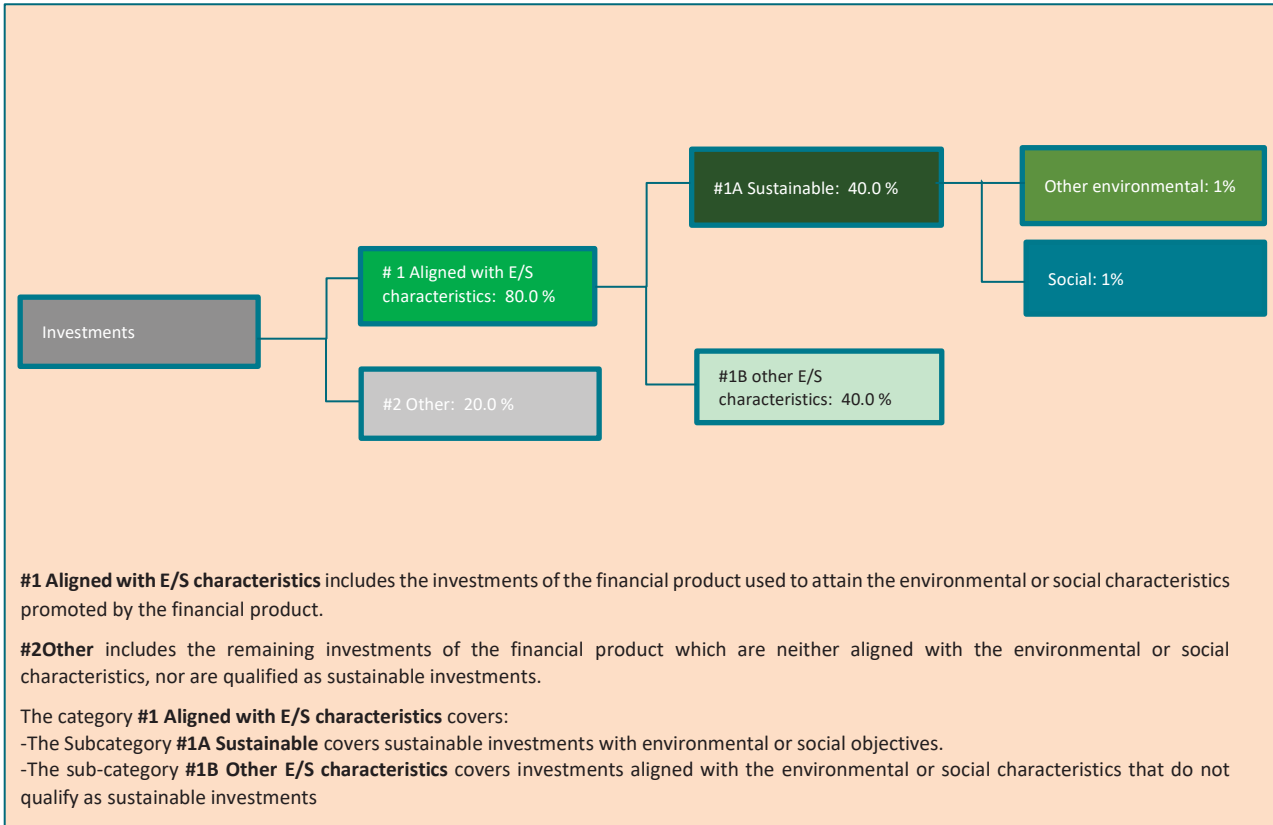 #1A Sustainable: 40.0 %
Other environmental: 1%
# 1 Aligned with E/S
characteristics: 80.0 %
Social: 1%
Investments
#1B other E/S
characteristics: 40.0 %
#2 Other: 20.0 %
#1 Aligned with E/S characteristics includes the investments of the financial product used to attain the environmental or social characteristics
promoted by the financial product.
#2Other includes the remaining investments of the financial product which are neither aligned with the environmental or social
characteristics, nor are qualified as sustainable investments.
The category #1 Aligned with E/S characteristics covers:
-The Subcategory #1A Sustainable covers sustainable investments with environmental or social objectives.
-The sub-category #1B Other E/S characteristics covers investments aligned with the environmental or social characteristics that do not
qualify as sustainable investments